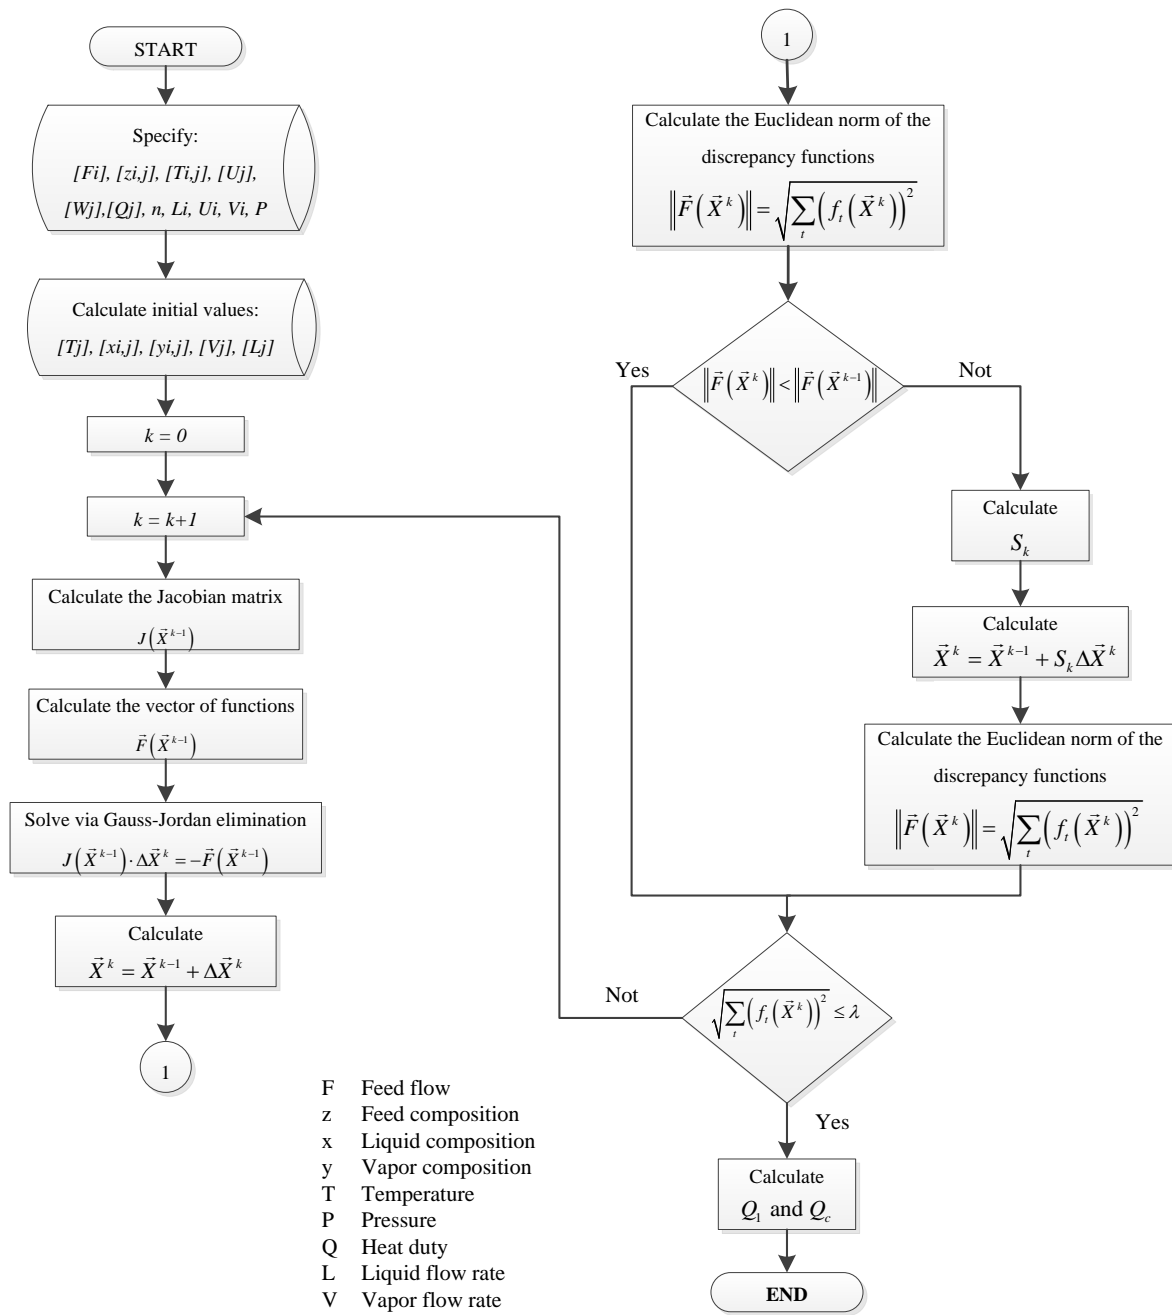 START
Specify:
[Fi], [zi,j], [Ti,j], [Uj],
[Wj],[Qj], n, Li, Ui, Vi, P
Calculate initial values:
[Tj], [xi,j], [yi,j], [Vj], [Lj]
k = 0
k = k+1
Calculate the Jacobian matrix
J(X⃗^{k−1})
Calculate the vector of functions
F⃗(X⃗^{k−1})
Solve via Gauss-Jordan elimination
J(X⃗^{k−1})·ΔX⃗^k = −F⃗(X⃗^{k−1})
Calculate
X⃗^k = X⃗^{k−1} + ΔX⃗^k
1
1
Calculate the Euclidean norm of the
discrepancy functions
‖F⃗(X⃗^k)‖ = √(∑_t (f_t(X⃗^k))^2)
Yes
‖F⃗(X⃗^k)‖ < ‖F⃗(X⃗^{k−1})‖
Not
Calculate
S_k
Calculate
X⃗^k = X⃗^{k−1} + S_k ΔX⃗^k
Calculate the Euclidean norm of the
discrepancy functions
‖F⃗(X⃗^k)‖ = √(∑_t (f_t(X⃗^k))^2)
Not
√(∑_t (f_t(X⃗^k))^2) ≤ λ
Yes
Calculate
Q_1 and Q_c
END
F Feed flow
z Feed composition
x Liquid composition
y Vapor composition
T Temperature
P Pressure
Q Heat duty
L Liquid flow rate
V Vapor flow rate